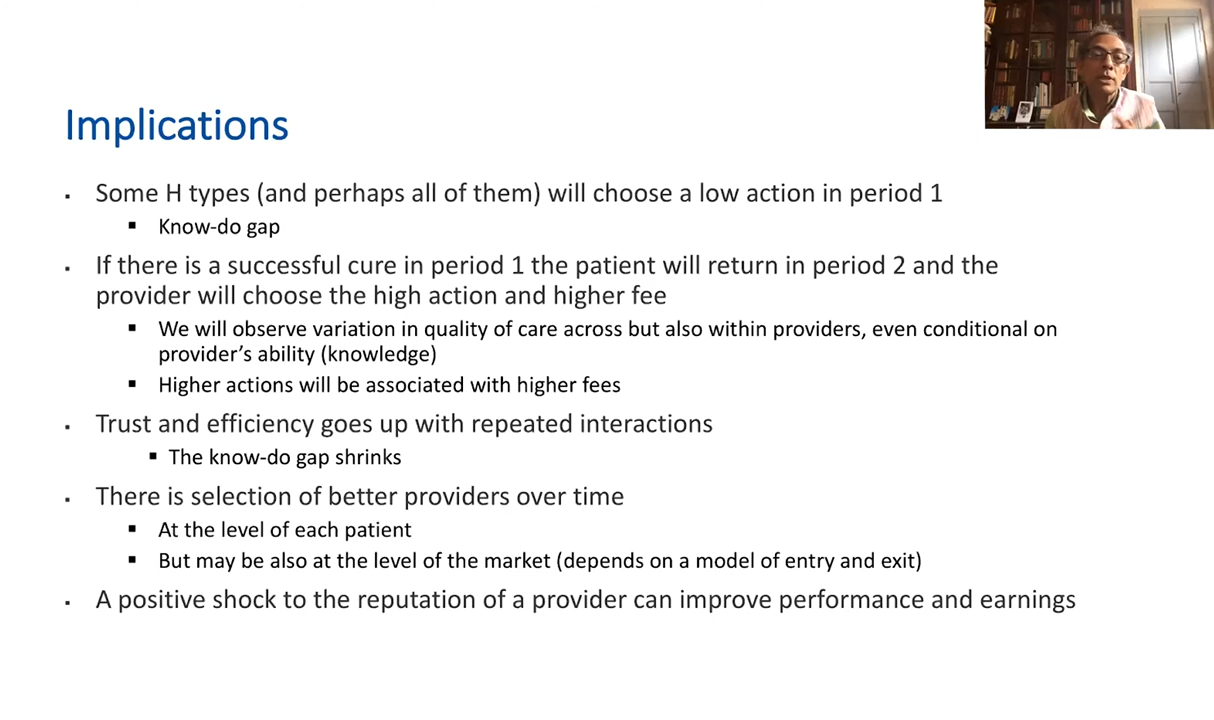 Implications
▪ Some H types (and perhaps all of them) will choose a low action in period 1
▪ Know-do gap
▪ If there is a successful cure in period 1 the patient will return in period 2 and the
provider will choose the high action and higher fee
▪ We will observe variation in quality of care across but also within providers, even conditional on
provider's ability (knowledge)
▪ Higher actions will be associated with higher fees
▪ Trust and efficiency goes up with repeated interactions
▪ The know-do gap shrinks
▪ There is selection of better providers over time
▪ At the level of each patient
▪ But may be also at the level of the market (depends on a model of entry and exit)
▪ A positive shock to the reputation of a provider can improve performance and earnings